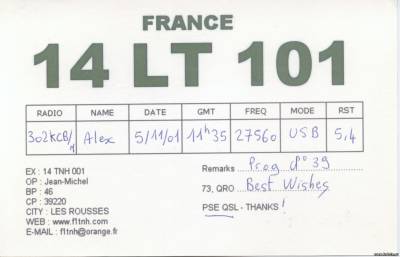 FRANCE
14 LT 101
RADIO NAME DATE GMT FREQ MODE RST
302KCB/M Alex 5/11/01 11h35 27560 USB 5,4
EX : 14 TNH 001
OP : Jean-Michel
BP : 46
CP : 39220
CITY : LES ROUSSES
WEB : www.f1tnh.com
E-MAIL : f1tnh@orange.fr
Remarks Prog N° 39
73, QRO Best Wishes
PSE QSL - THANKS !